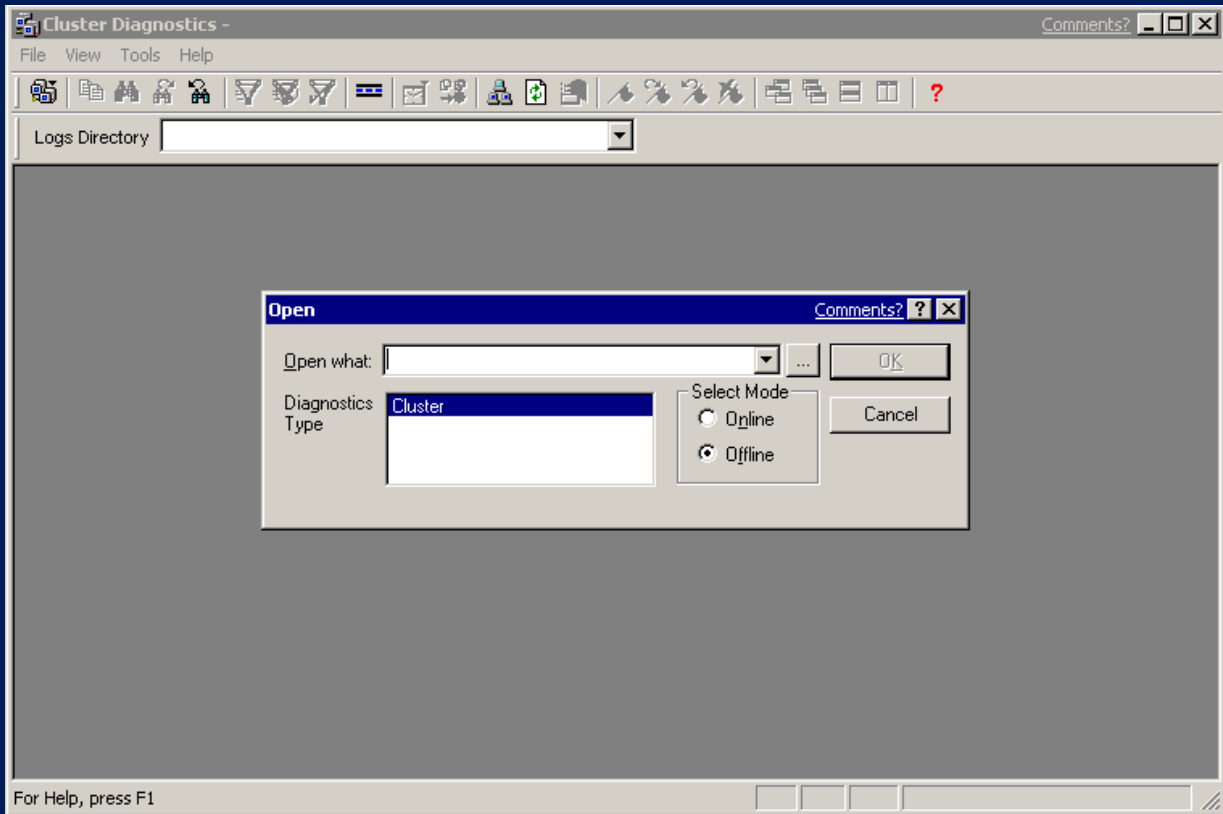 Cluster Diagnostics - Comments?
File View Tools Help
?
Logs Directory
Open Comments? ?
Open what: ... OK
Diagnostics Type
Cluster
Select Mode
Online
Offline
Cancel
For Help, press F1